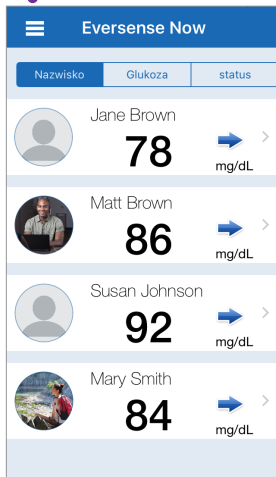 Eversense Now
Nazwisko Glukoza status
Jane Brown
78
mg/dL
Matt Brown
86
mg/dL
Susan Johnson
92
mg/dL
Mary Smith
84
mg/dL